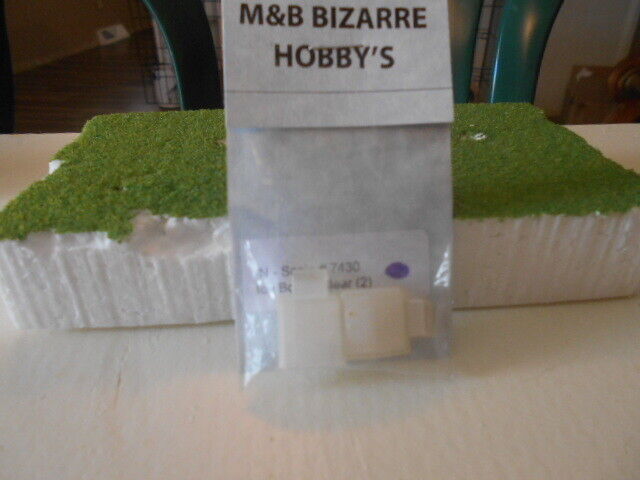 M&B BIZARRE
HOBBY'S
N - # 7430
(2)